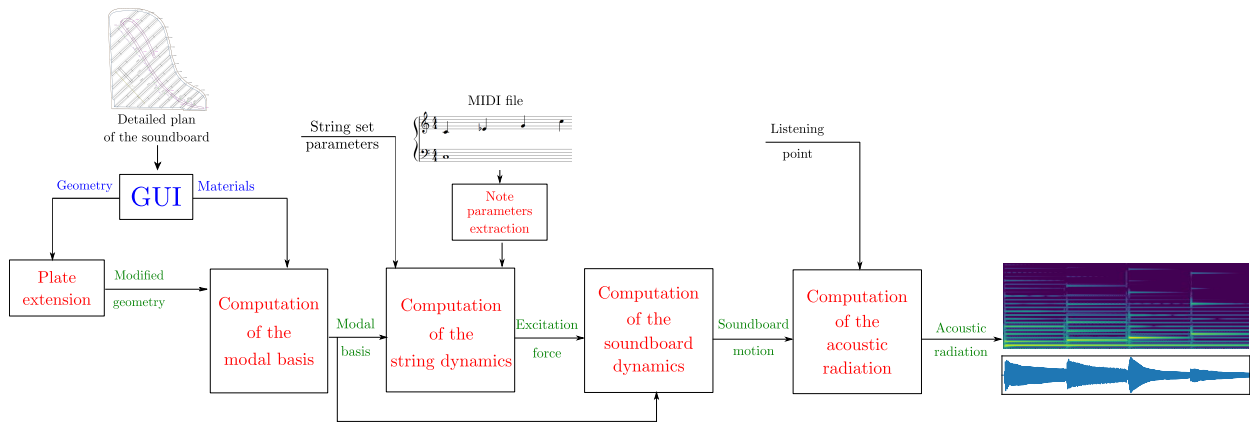 Detailed plan
of the soundboard
MIDI file
String set
parameters
Listening
point
Geometry
GUI
Materials
Note
parameters
extraction
Plate
extension
Modified
geometry
Computation
of the
modal basis
Modal
basis
Computation
of the
string dynamics
Excitation
force
Computation
of the
soundboard
dynamics
Soundboard
motion
Computation
of the
acoustic
radiation
Acoustic
radiation